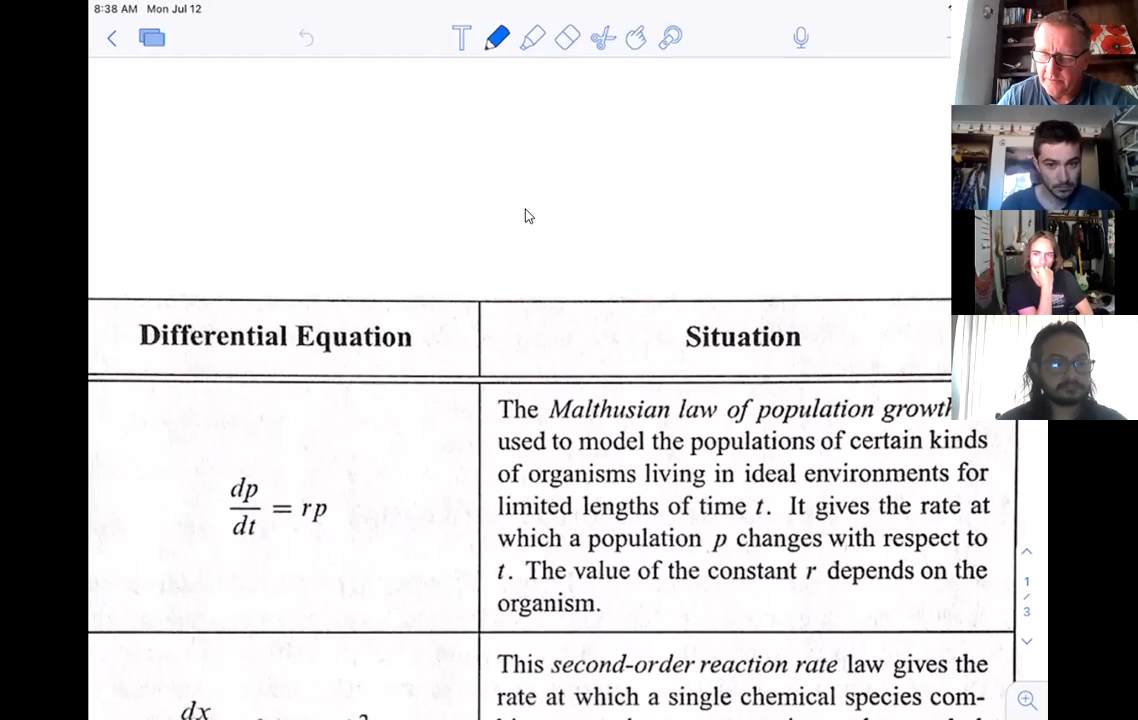 8:38 AM Mon Jul 12
T
Differential Equation
Situation
The Malthusian law of population growth
used to model the populations of certain kinds
of organisms living in ideal environments for
limited lengths of time t. It gives the rate at
which a population p changes with respect to
t. The value of the constant r depends on the
organism.
dp
dt
= rp
1
/
3
This second-order reaction rate law gives the
rate at which a single chemical species com-
dx